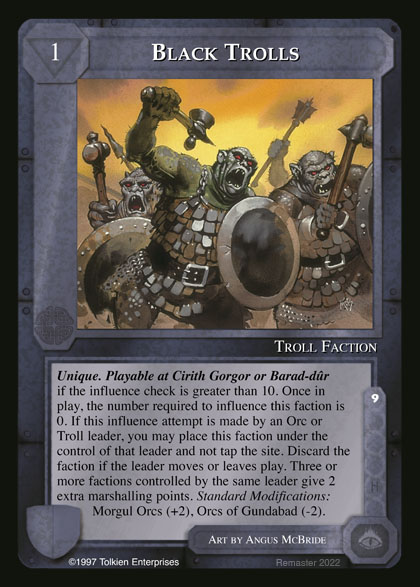 1
BLACK TROLLS
TROLL FACTION
Unique. Playable at Cirith Gorgor or Barad-dûr
if the influence check is greater than 10. Once in
play, the number required to influence this faction is
0. If this influence attempt is made by an Orc or
Troll leader, you may place this faction under the
control of that leader and not tap the site. Discard the
faction if the leader moves or leaves play. Three or
more factions controlled by the same leader give 2
extra marshalling points. Standard Modifications:
Morgul Orcs (+2), Orcs of Gundabad (-2).
9
H
ART BY ANGUS MCBRIDE
©1997 Tolkien Enterprises
Remaster 2022